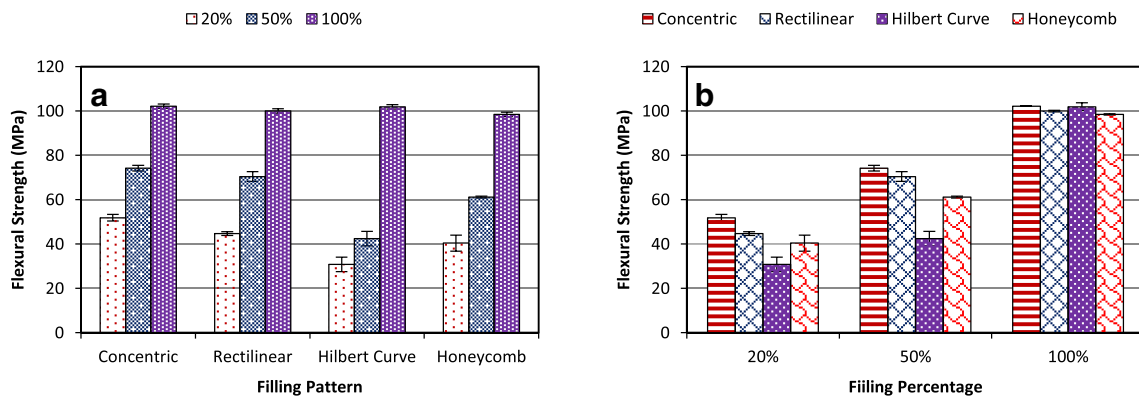 20% 50% 100%
a
120
100
80
60
40
20
0
Flexural Strength (MPa)
Concentric Rectilinear Hilbert Curve Honeycomb
Filling Pattern
Concentric Rectilinear Hilbert Curve Honeycomb
b
120
100
80
60
40
20
0
Flexural Strength (MPa)
20% 50% 100%
Fiiling Percentage